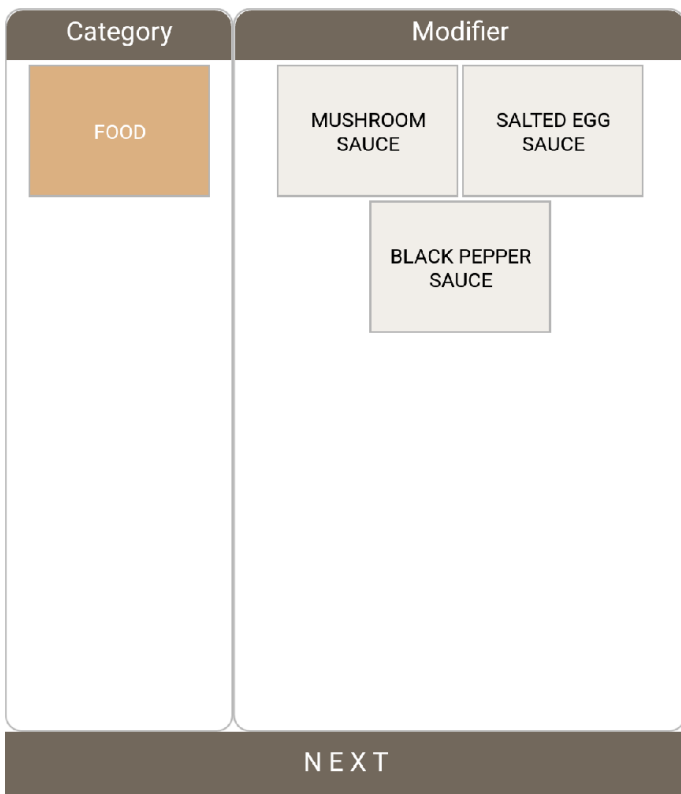 Category
Modifier
FOOD
MUSHROOM
SAUCE
SALTED EGG
SAUCE
BLACK PEPPER
SAUCE
NEXT